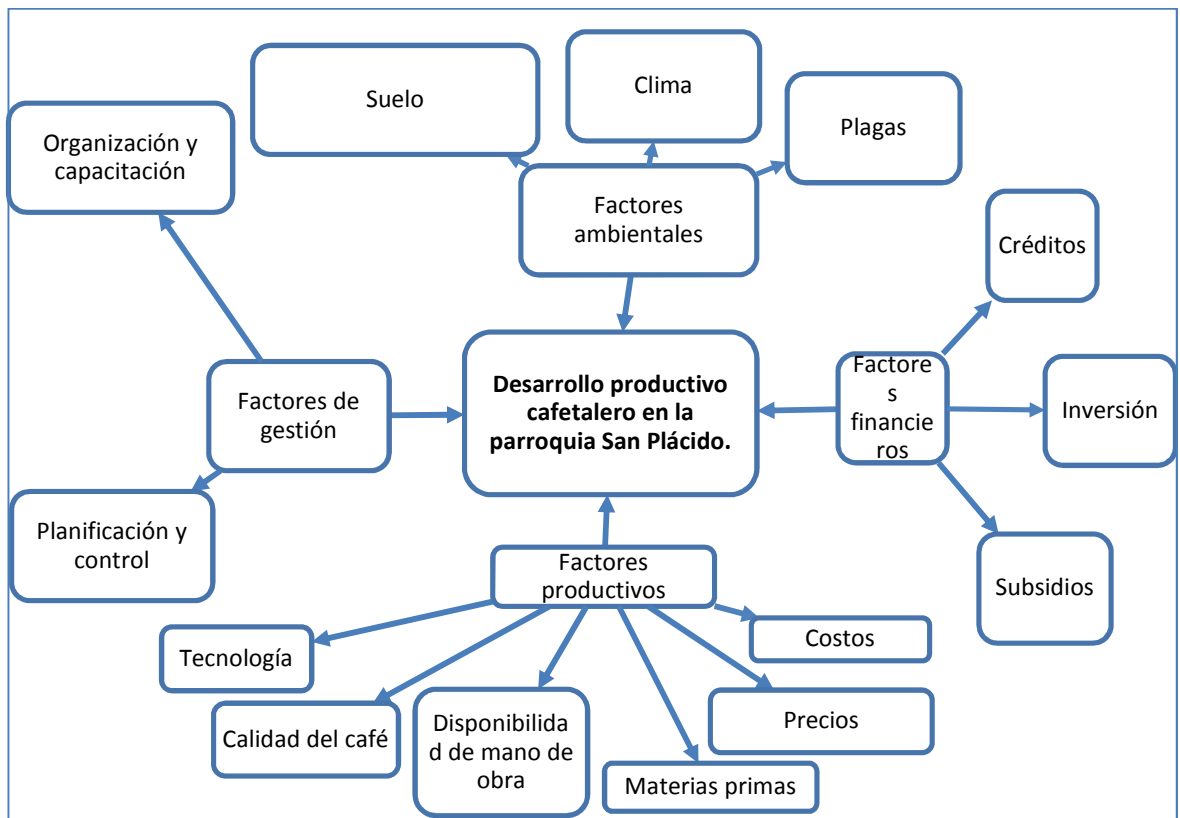 Suelo
Clima
Plagas
Organización y
capacitación
Factores
ambientales
Créditos
Factores de
gestión
Desarrollo productivo
cafetalero en la
parroquia San Plácido.
Factore
s
financie
ros
Inversión
Planificación y
control
Subsidios
Factores
productivos
Tecnología
Costos
Calidad del café
Disponibilida
d de mano de
obra
Precios
Materias primas